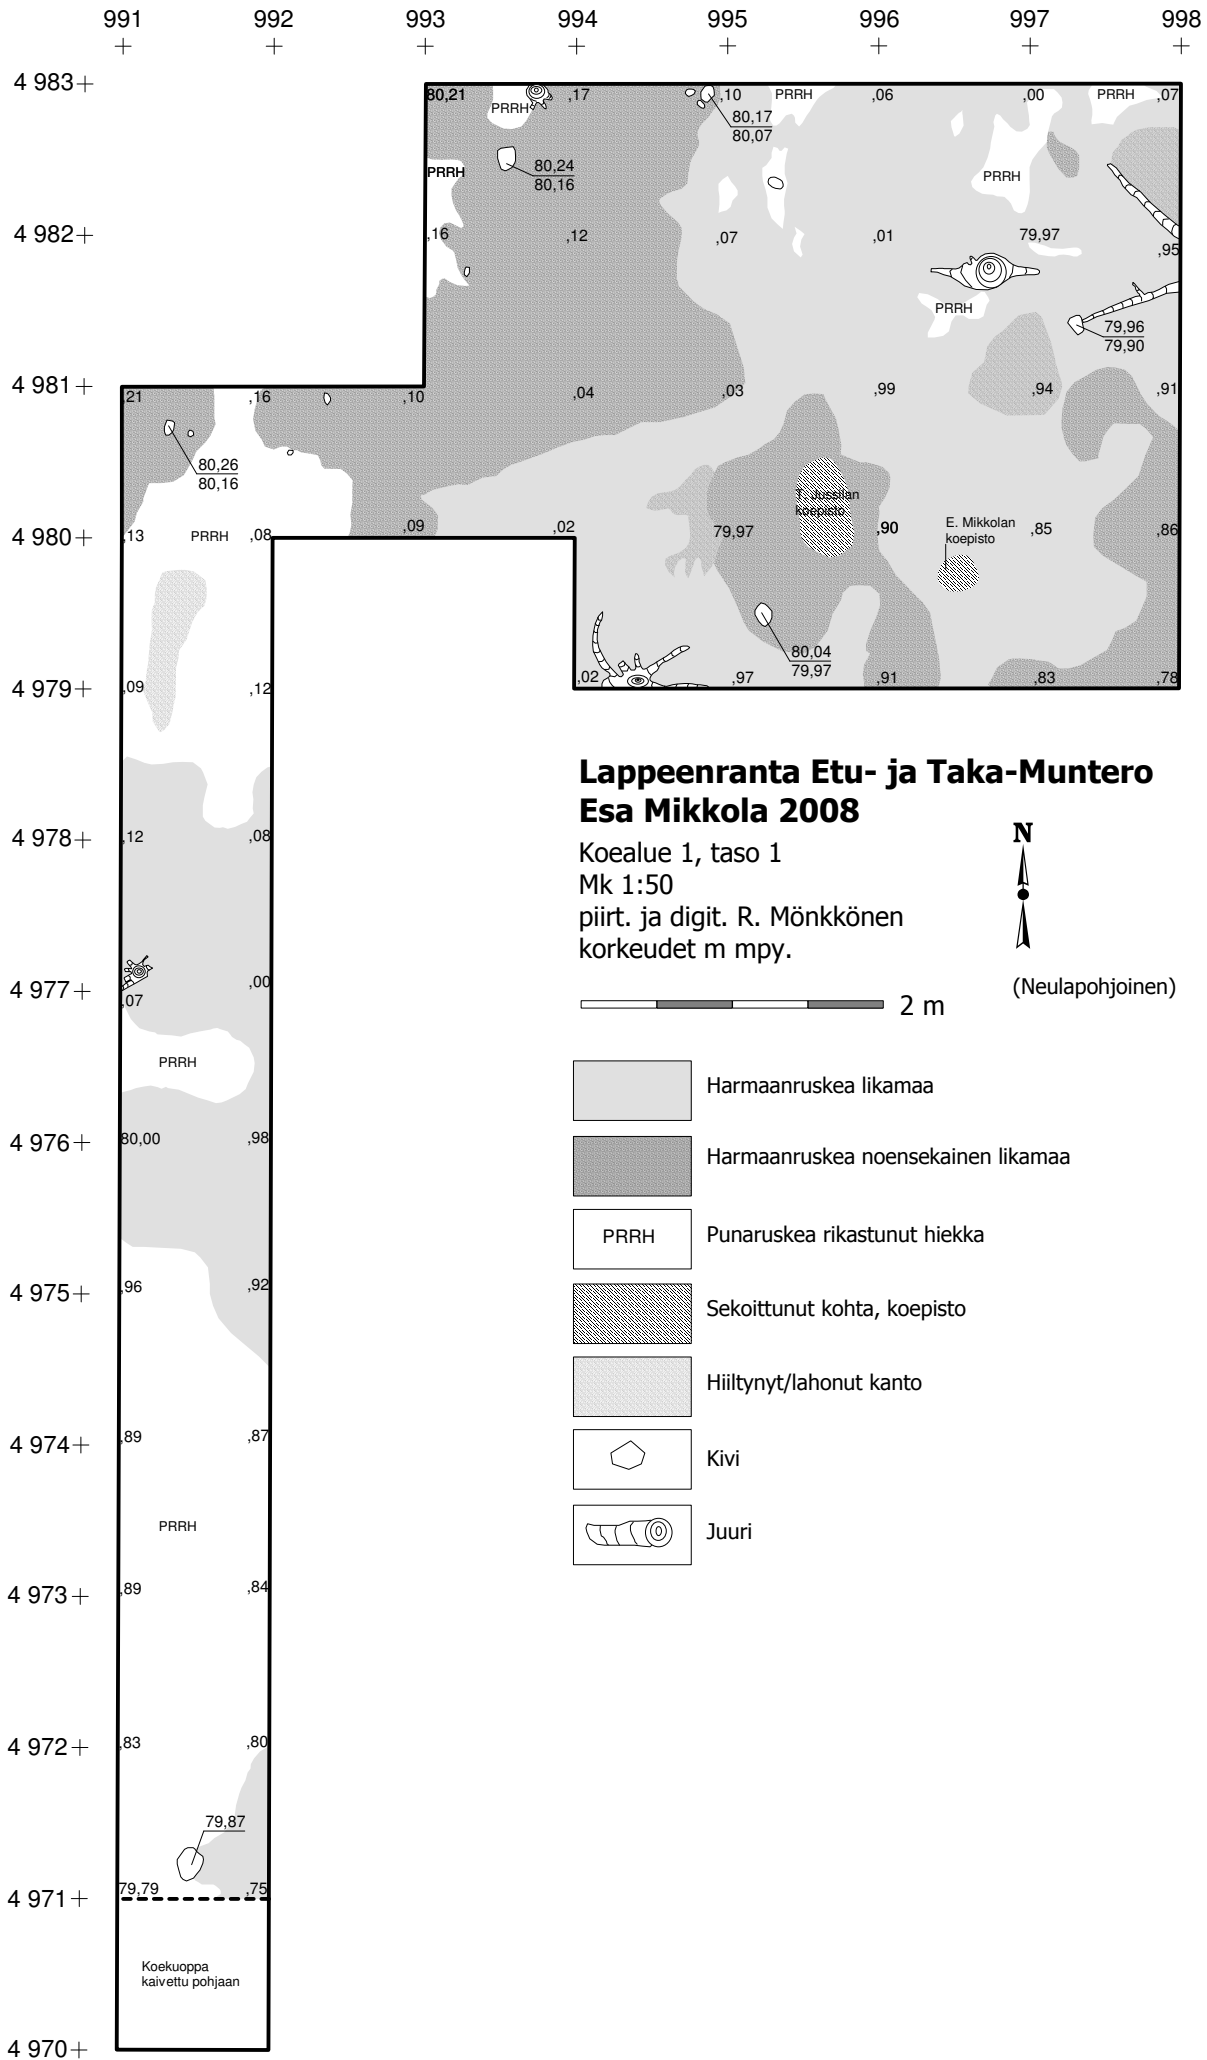 991 992 993 994 995 996 997 998
4 983
80,21 PRRH ,17 ,10 PRRH ,06 ,00 PRRH ,07
80,17
80,07
80,24
80,16
PRRH PRRH
4 982
,16 ,12 ,07 ,01 79,97 ,95
PRRH
79,96
79,90
4 981
,21 ,16 ,10 ,04 ,03 ,99 ,94 ,91
80,26
80,16
T. Jussilan
koepisto
E. Mikkolan
koepisto
4 980
,13 PRRH ,08 ,09 ,02 79,97 ,90 ,85 ,86
80,04
79,97
4 979
,09 ,12 ,02 ,97 ,91 ,83 ,78
Lappeenranta Etu- ja Taka-Muntero
Esa Mikkola 2008
Koealue 1, taso 1
Mk 1:50
piirt. ja digit. R. Mönkkönen
korkeudet m mpy.
N
(Neulapohjoinen)
2 m
4 978
,12 ,08
4 977
,07 ,00
PRRH
4 976
80,00 ,98
4 975
,96 ,92
4 974
,89 ,87
PRRH
4 973
,89 ,84
4 972
,83 ,80
79,87
4 971
79,79 ,75
Koekuoppa
kaivettu pohjaan
4 970
Harmaanruskea likamaa
Harmaanruskea noensekainen likamaa
PRRH Punaruskea rikastunut hiekka
Sekoittunut kohta, koepisto
Hiiltynyt/lahonut kanto
Kivi
Juuri